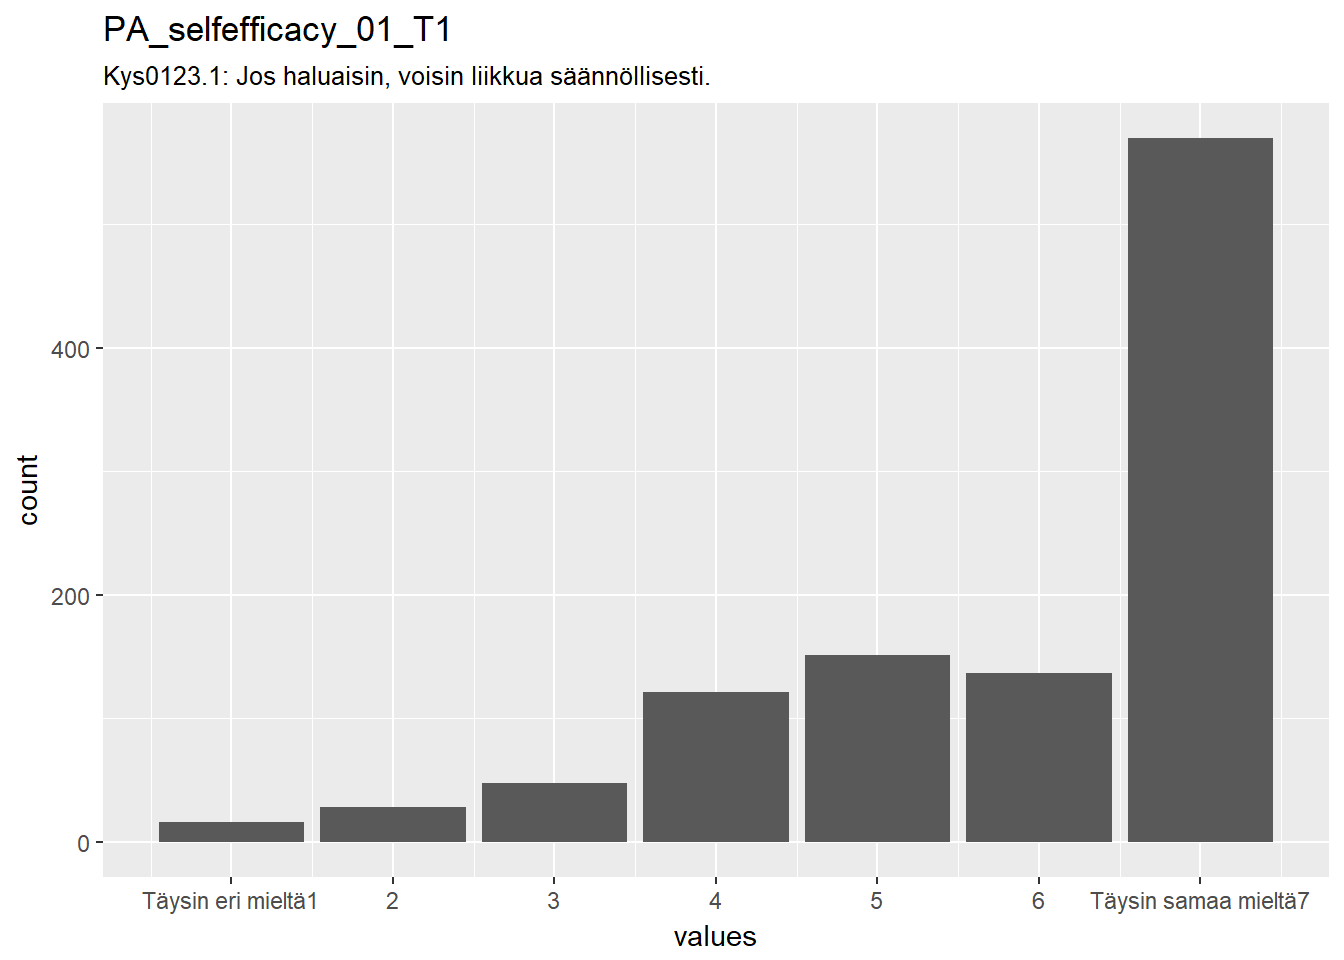 PA_selfefficacy_01_T1
Kys0123.1: Jos haluaisin, voisin liikkua säännöllisesti.
400
200
0
count
Täysin eri mieltä1 2 3 4 5 6 Täysin samaa mieltä7
values